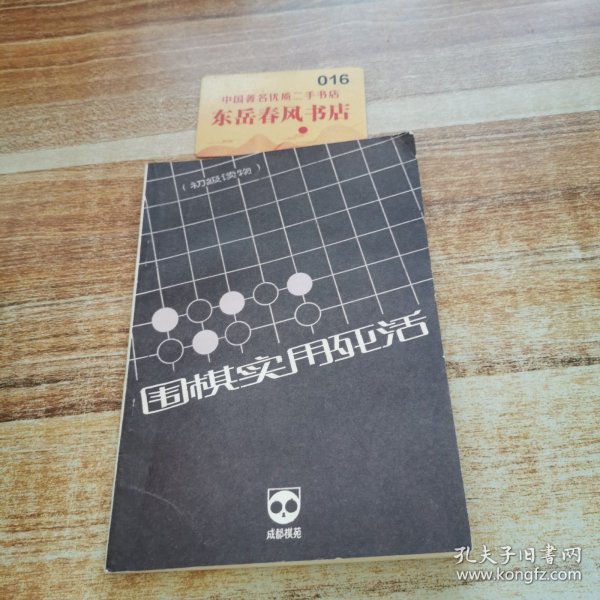 016
中国著名优质二手书店
东岳春风书店
（初级读物）
围棋实用死活
成都棋苑
孔夫子旧书网
www.kongfz.com